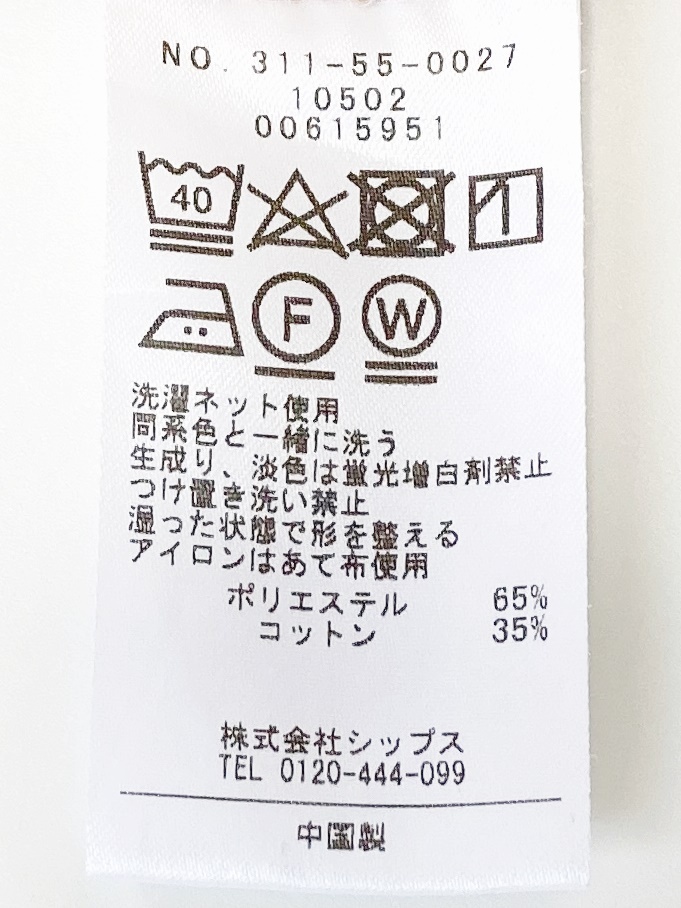 NO. 311-55-0027
10502
00615951
40
F W
洗濯ネット使用
同系色と一緒に洗う
生成り、淡色は蛍光増白剤禁止
つけ置き洗い禁止
湿った状態で形を整える
アイロンはあて布使用
ポリエステル 65%
コットン 35%
株式会社シップス
TEL 0120-444-099
中国製